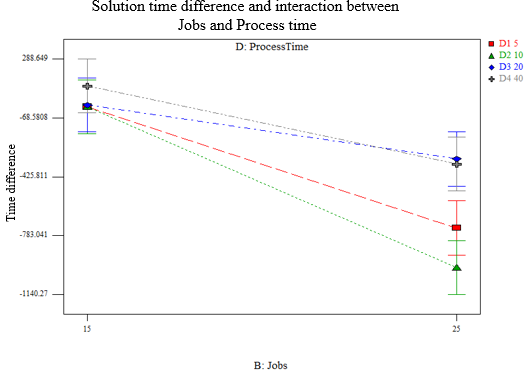 Solution time difference and interaction between
Jobs and Process time
D: ProcessTime
D1 5
D2 10
D3 20
D4 40
Time difference
288.649
-68.5808
-425.811
-783.041
-1140.27
15
25
B: Jobs